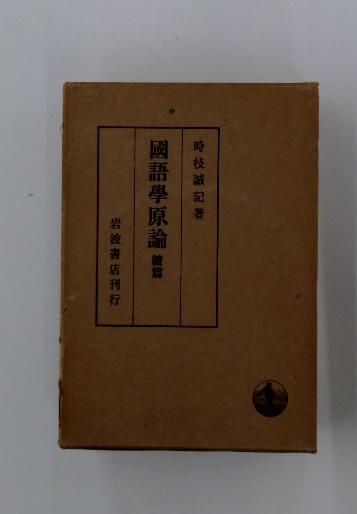 時枝誠記著
國語學原論 續篇
岩波書店刊行